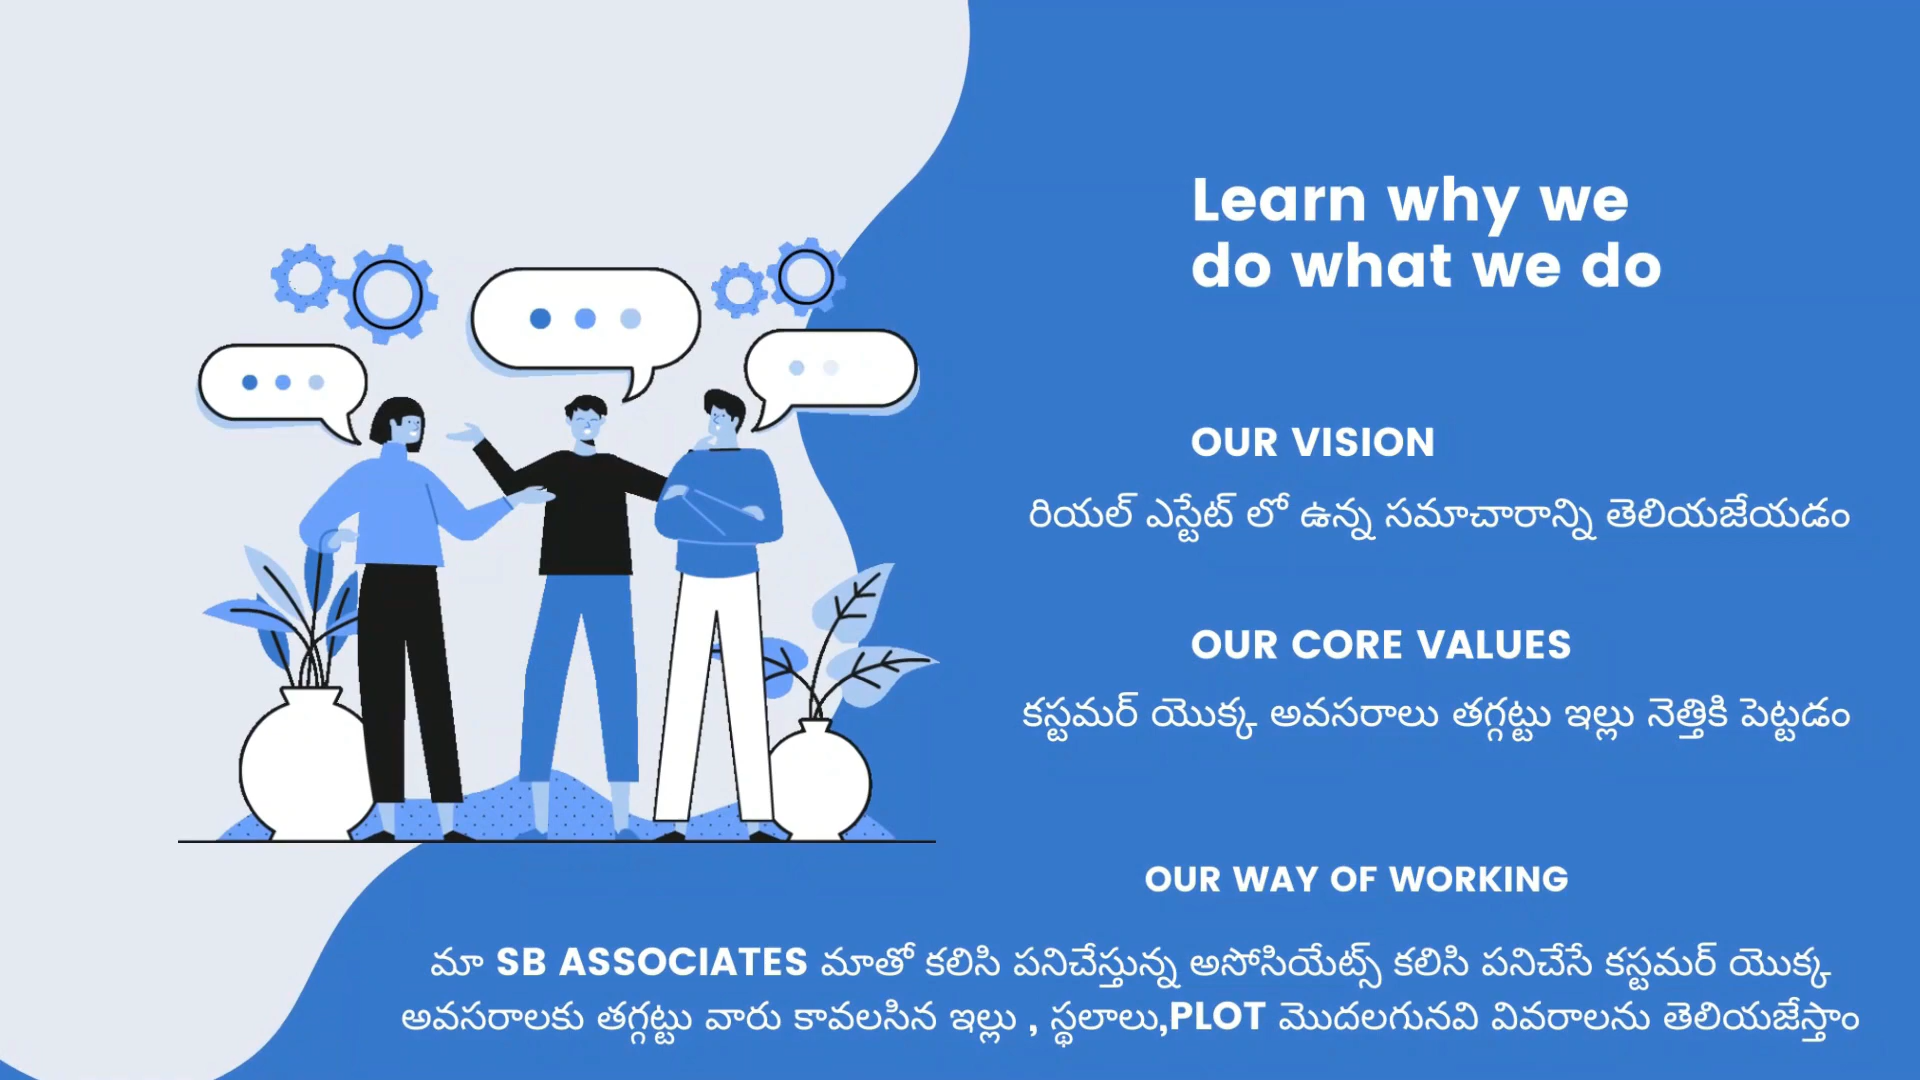 Learn why we
do what we do
OUR VISION
రియల్ ఎస్టేట్ లో ఉన్న సమాచారాన్ని తెలియజేయడం
OUR CORE VALUES
కస్టమర్ యొక్క అవసరాలు తగ్గట్టు ఇల్లు నెత్తికి పెట్టడం
OUR WAY OF WORKING
మా SB ASSOCIATES మాతో కలిసి పనిచేస్తున్న అసోసియేట్స్ కలిసి పనిచేసే కస్టమర్ యొక్క
అవసరాలకు తగ్గట్టు వారు కావలసిన ఇల్లు , స్థలాలు,PLOT మొదలగునవి వివరాలను తెలియజేస్తాం